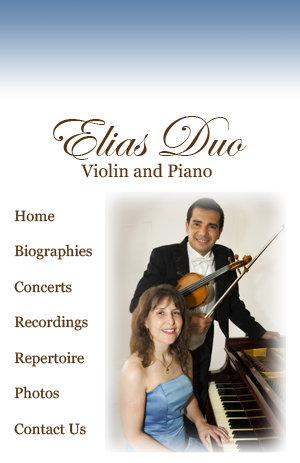 Elias Duo
Violin and Piano
Home
Biographies
Concerts
Recordings
Repertoire
Photos
Contact Us